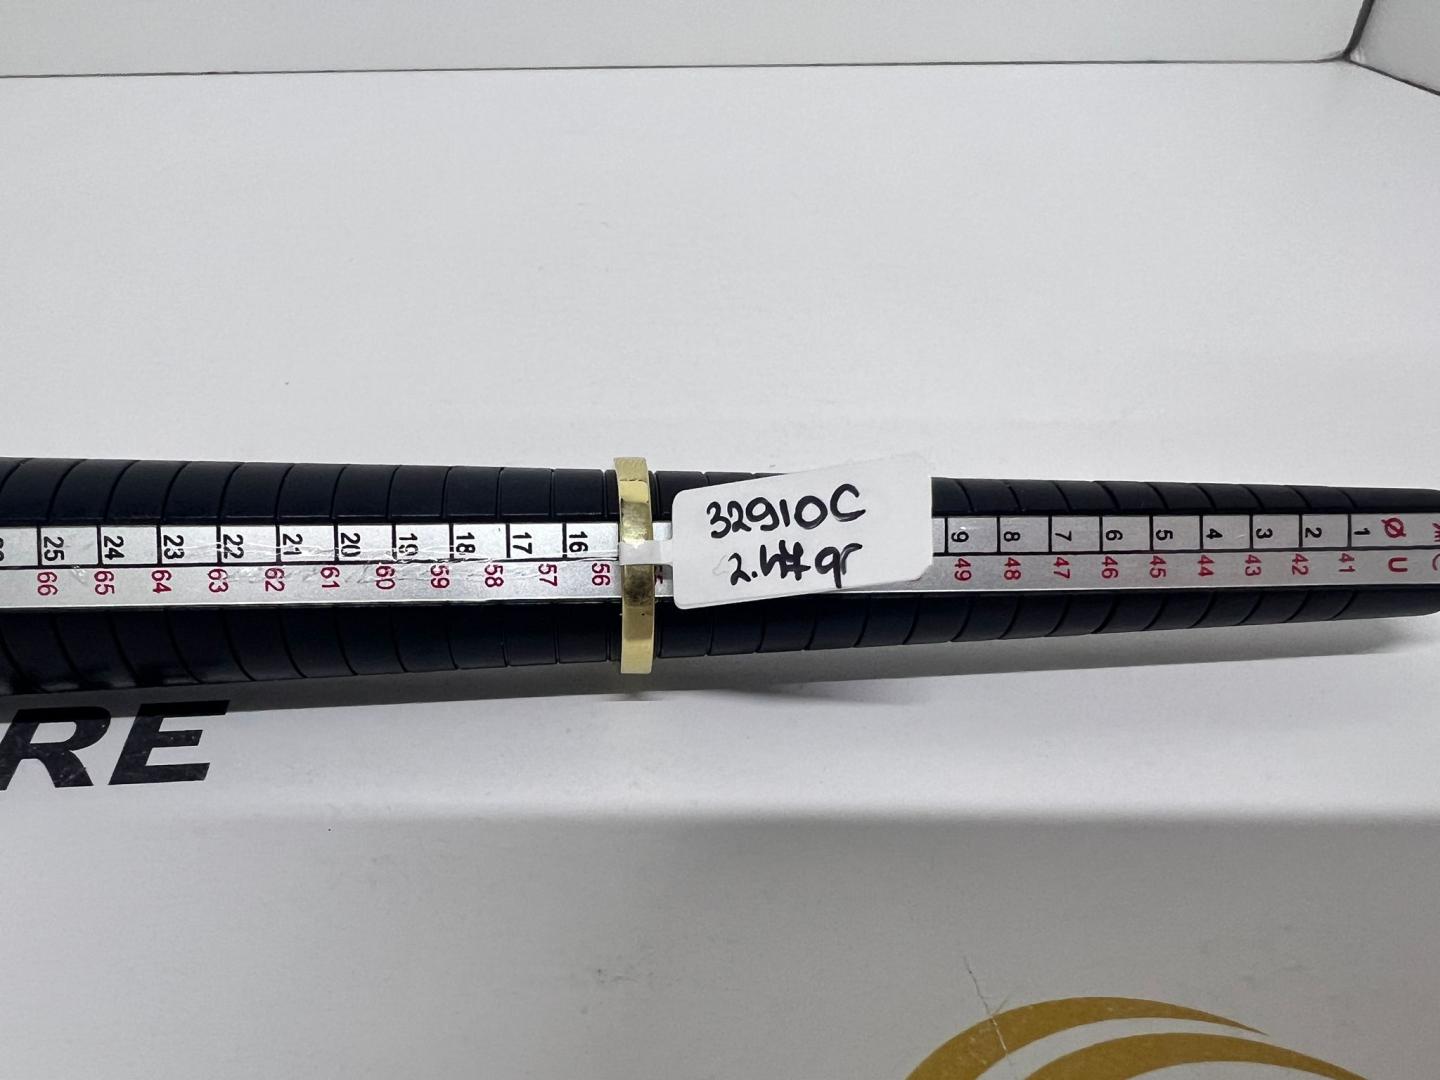 32910C
2.47 gr
25 24 23 22 21 20 19 18 17 16 9 8 7 6 5 4 3 2 1 Ø
66 65 64 63 62 61 60 59 58 57 56 49 48 47 46 45 44 43 42 41 U
RE